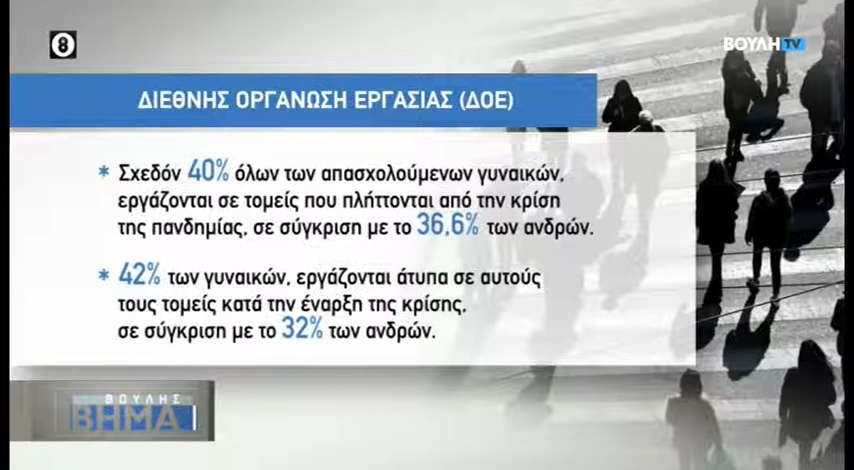 8
ΒΟΥΛΗ TV
ΔΙΕΘΝΗΣ ΟΡΓΑΝΩΣΗ ΕΡΓΑΣΙΑΣ (ΔΟΕ)
* Σχεδόν 40% όλων των απασχολούμενων γυναικών,
εργάζονται σε τομείς που πλήττονται από την κρίση
της πανδημίας, σε σύγκριση με το 36,6% των ανδρών.
* 42% των γυναικών, εργάζονται άτυπα σε αυτούς
τους τομείς κατά την έναρξη της κρίσης,
σε σύγκριση με το 32% των ανδρών.
ΒΟΥΛΗΣ
ΒΗΜΑ